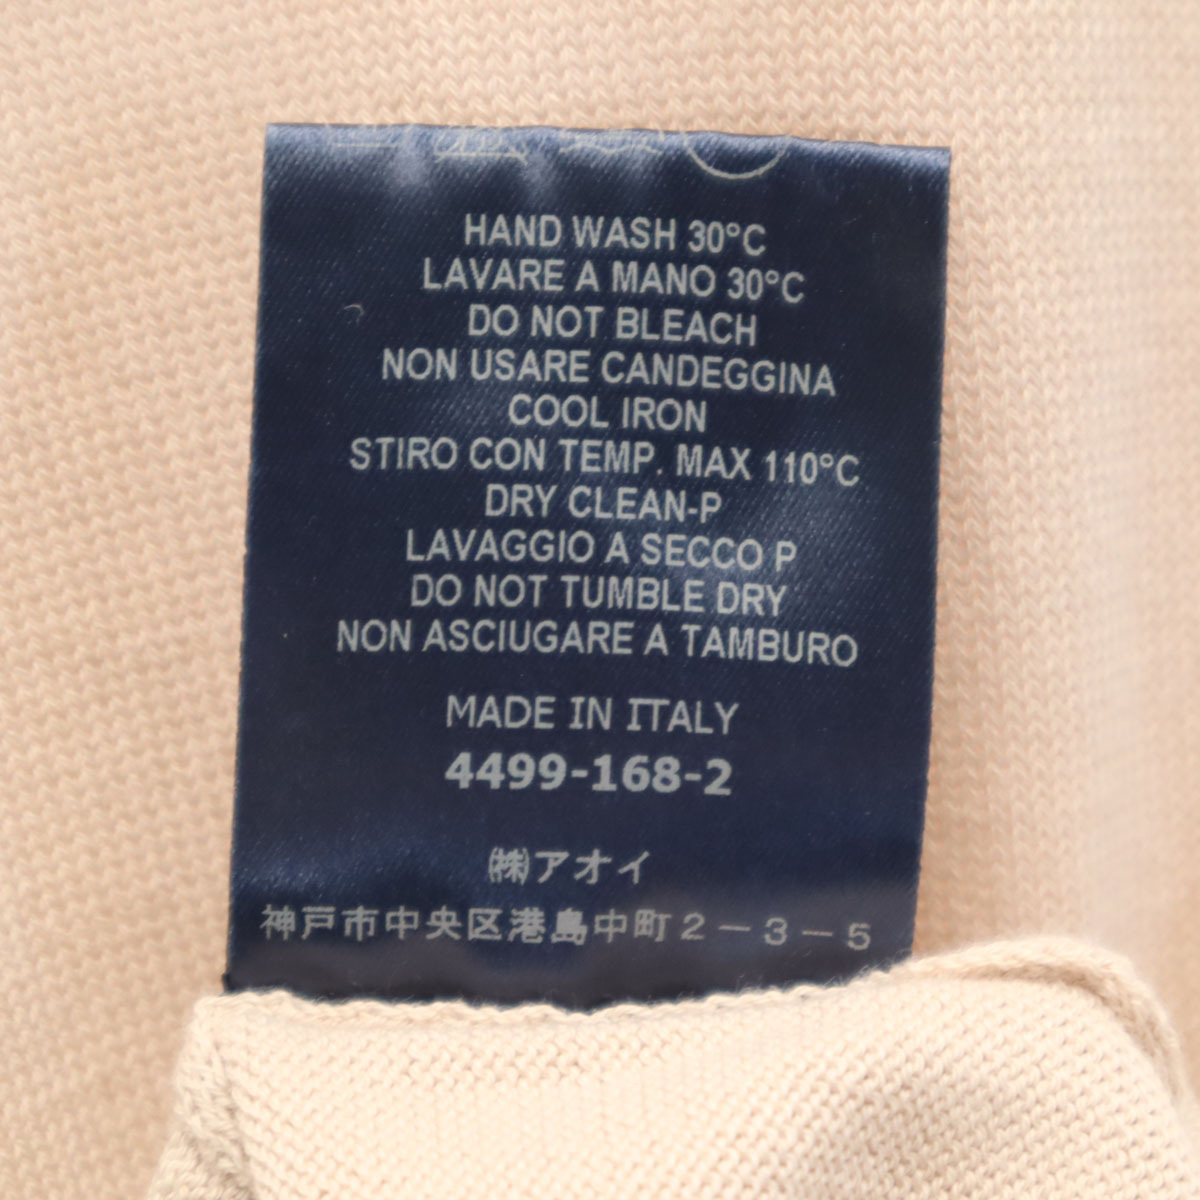 HAND WASH 30°C
LAVARE A MANO 30°C
DO NOT BLEACH
NON USARE CANDEGGINA
COOL IRON
STIRO CON TEMP. MAX 110°C
DRY CLEAN-P
LAVAGGIO A SECCO P
DO NOT TUMBLE DRY
NON ASCIUGARE A TAMBURO
MADE IN ITALY
4499-168-2
㈱アオイ
神戸市中央区港島中町2－3－5